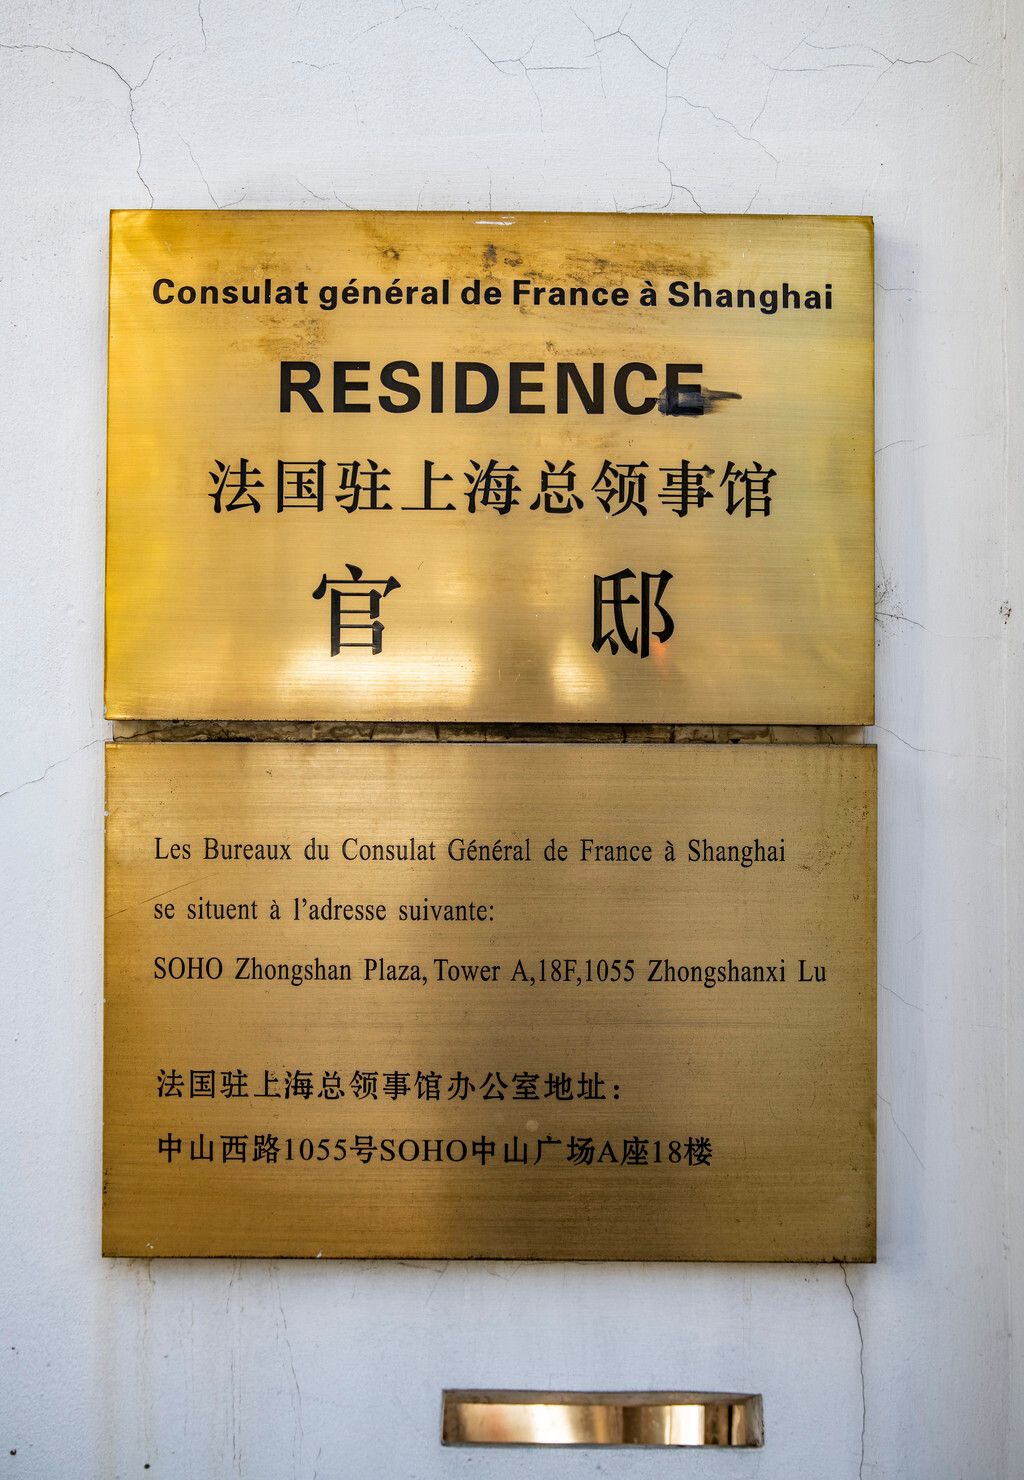 Consulat général de France à Shanghai
RESIDENCE
法国驻上海总领事馆
官 邸
Les Bureaux du Consulat Général de France à Shanghai
se situent à l'adresse suivante:
SOHO Zhongshan Plaza, Tower A,18F,1055 Zhongshanxi Lu
法国驻上海总领事馆办公室地址：
中山西路1055号SOHO中山广场A座18楼